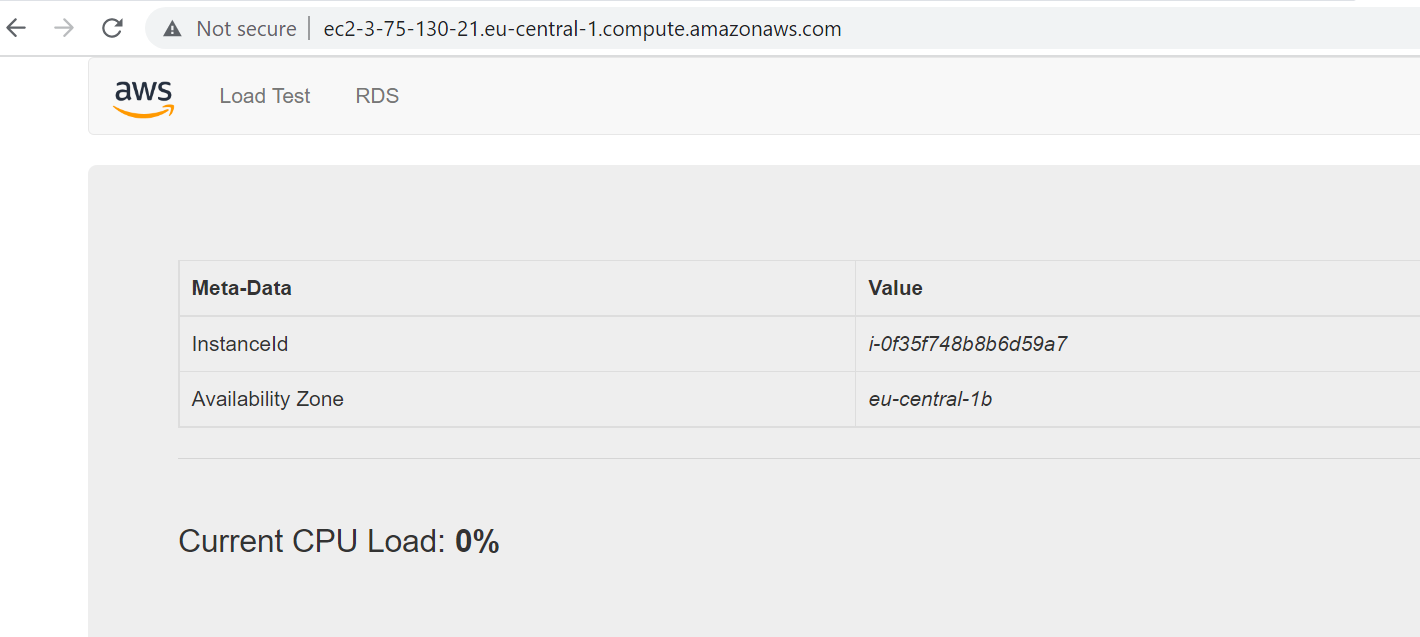 Not secure | ec2-3-75-130-21.eu-central-1.compute.amazonaws.com
aws Load Test RDS
Meta-Data Value
InstanceId i-0f35f748b8b6d59a7
Availability Zone eu-central-1b
Current CPU Load: 0%